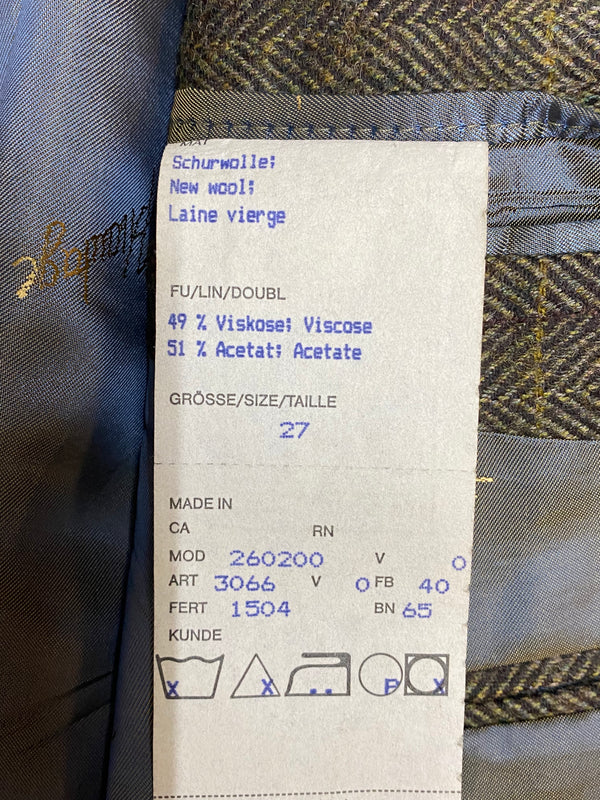 MAT
Schurwolle;
New wool;
Laine vierge
FU/LIN/DOUBL
49 % Viskose; Viscose
51 % Acetat; Acetate
GRÖSSE/SIZE/TAILLE
27
MADE IN
CA RN
MOD 260200 V 0
ART 3066 V 0 FB 40
FERT 1504 BN 65
KUNDE
X X P X